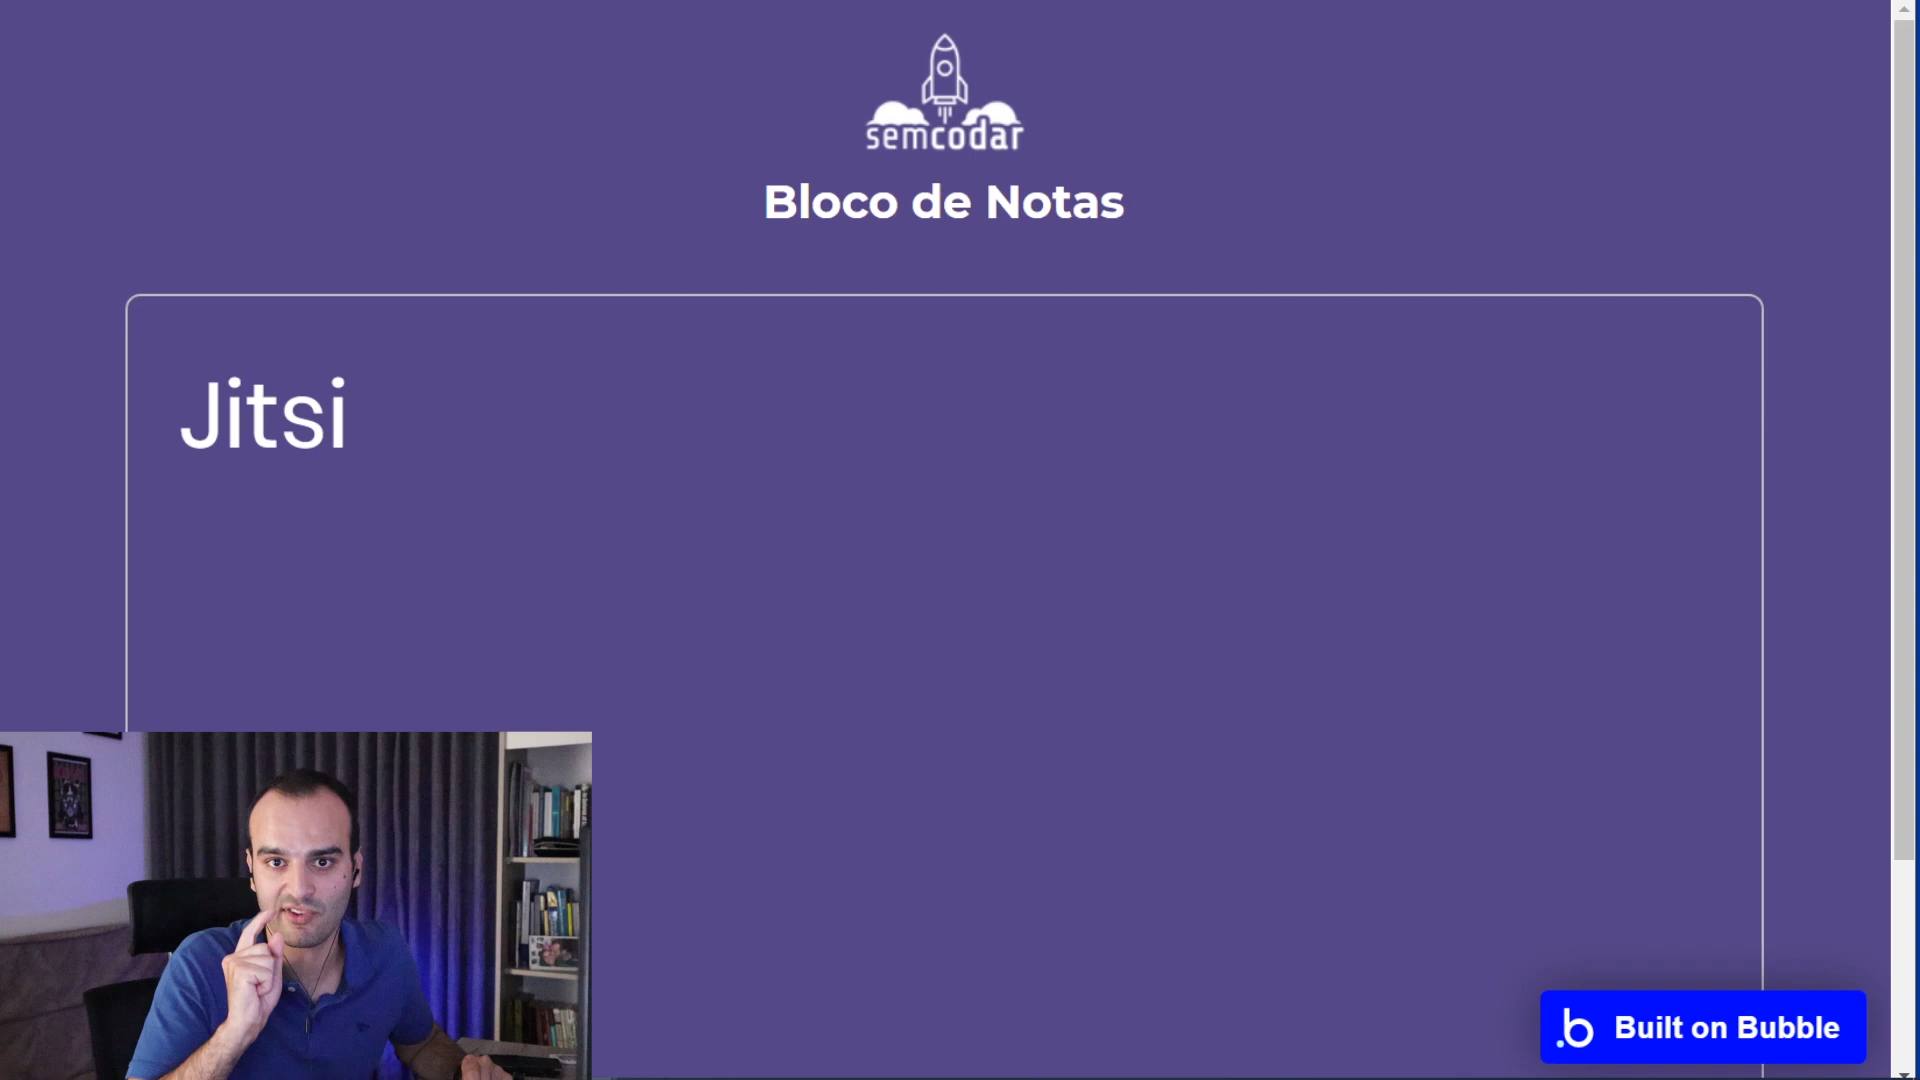 semcodar
Bloco de Notas
Jitsi
.b Built on Bubble